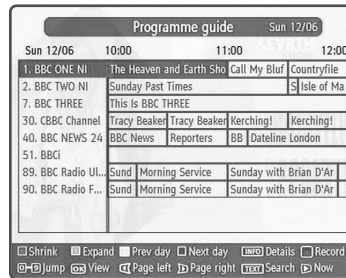 Programme guide Sun 12/06
Sun 12/06 10:00 11:00 12:00
1. BBC ONE NI The Heaven and Earth Sho Call My Bluf Countryfile
2. BBC TWO NI Sunday Past Times S Isle of Ma
7. BBC THREE This Is BBC THREE
30. CBBC Channel Tracy Beaker Tracy Beaker Kerching! Kerching!
40. BBC NEWS 24 BBC News Reporters BB Dateline London
51. BBCi
89. BBC Radio Ul... Sund Morning Service Sunday with Brian D'Ar
90. BBC Radio F... Sund Morning Service Sunday with Brian D'Ar
Shrink Expand Prev day Next day INFO Details Record
0-9 Jump OK View Page left Page right TEXT Search Now